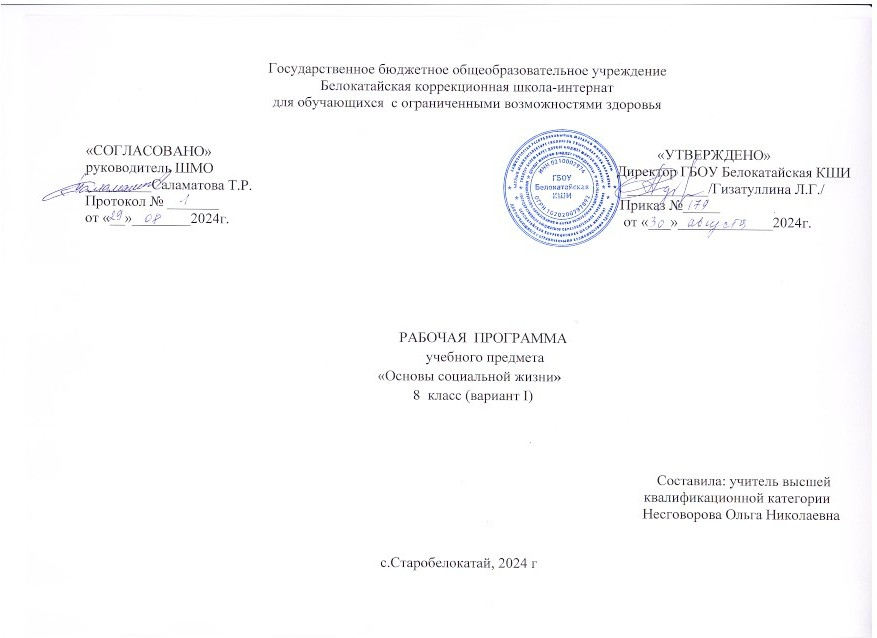 Государственное бюджетное общеобразовательное учреждение
Белокатайская коррекционная школа-интернат
для обучающихся с ограниченными возможностями здоровья
«СОГЛАСОВАНО»
руководитель ШМО
Саламатова Т.Р.
Протокол № 1
от «29» 08 2024г.
«УТВЕРЖДЕНО»
Директор ГБОУ Белокатайская КШИ
/Гизатуллина Л.Г./
Приказ № 179
от «30» августа 2024г.
ГБОУ
Белокатайская
КШИ
РАБОЧАЯ ПРОГРАММА
учебного предмета
«Основы социальной жизни»
8 класс (вариант I)
Составила: учитель высшей
квалификационной категории
Несговорова Ольга Николаевна
с.Старобелокатай, 2024 г